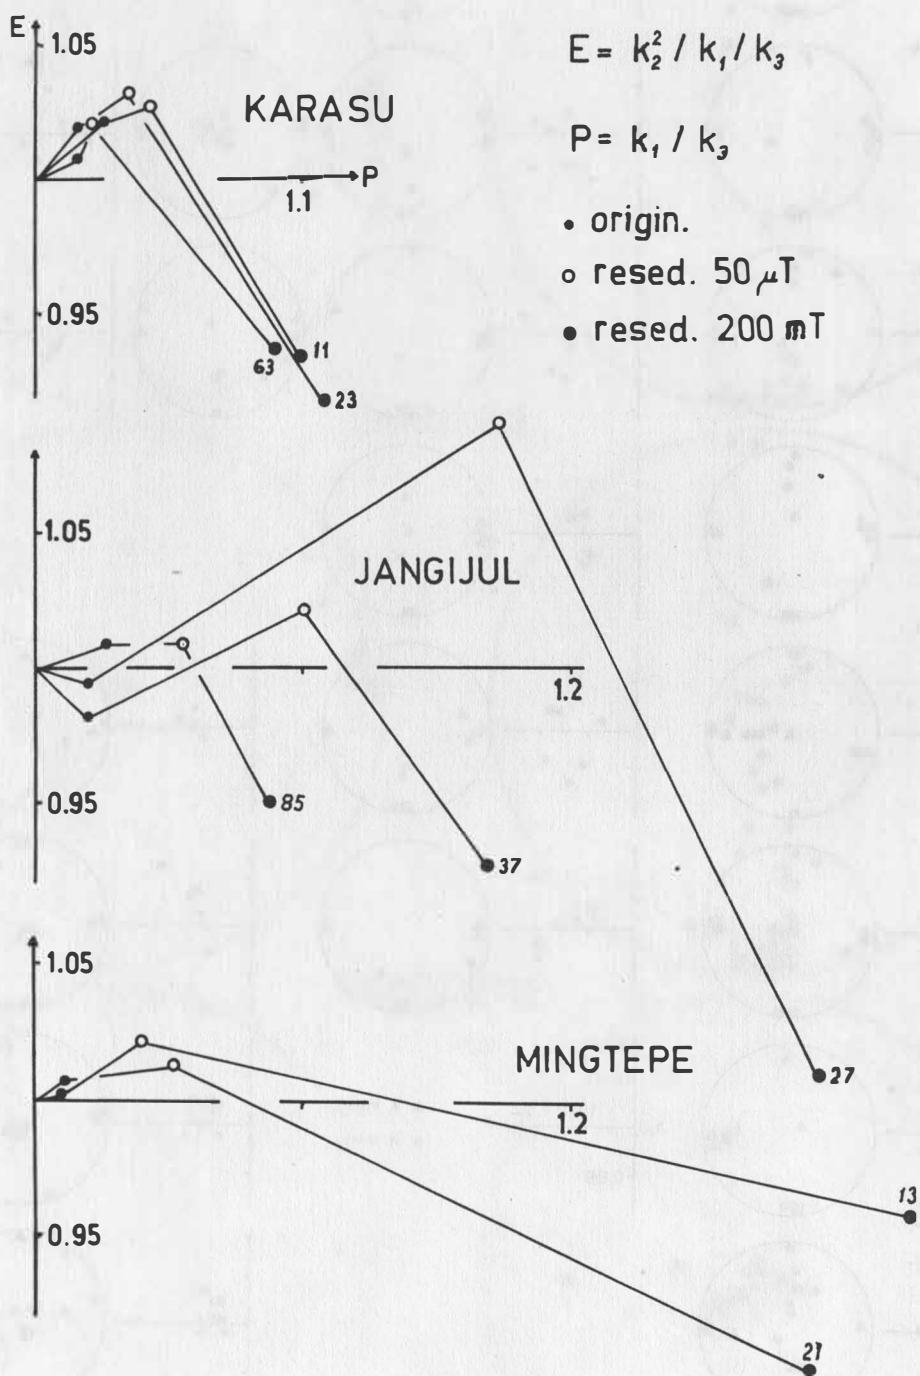 E
1.05
KARASU
P
1.1
0.95
63
11
23
E = k₂² / k₁ / k₃
P = k₁ / k₃
• origin.
○ resed. 50 μT
● resed. 200 mT
1.05
JANGIJUL
1.2
0.95
85
37
27
1.05
MINGTEPE
1.2
0.95
13
21